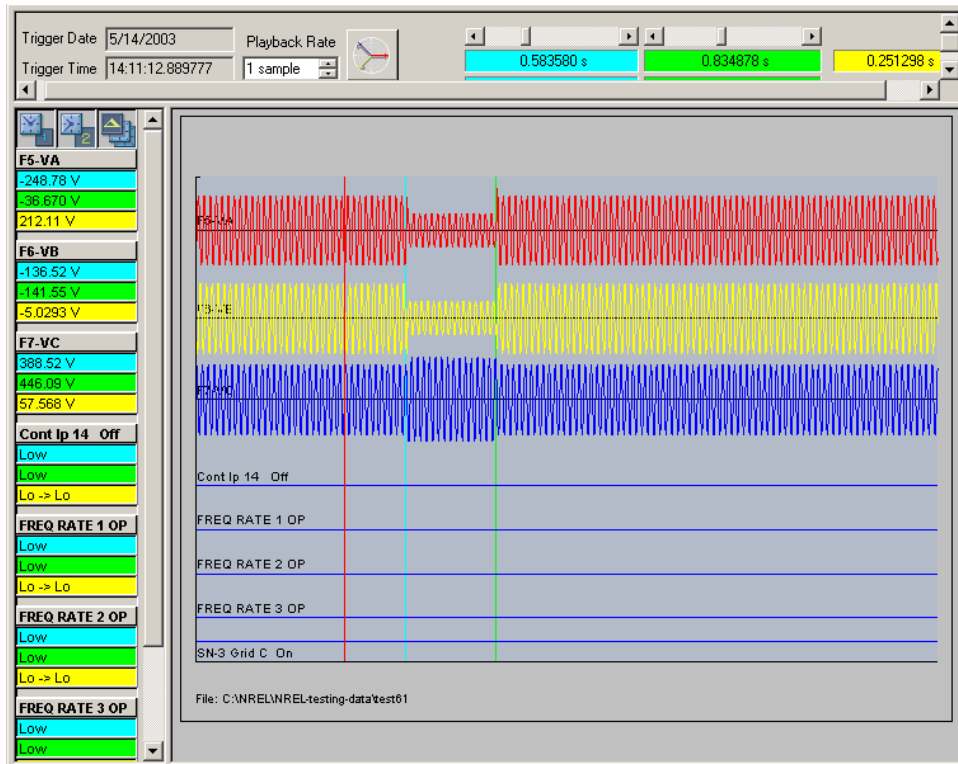 Trigger Date 5/14/2003
Trigger Time 14:11:12.889777
Playback Rate
1 sample
0.583580 s
0.834878 s
0.251298 s
1
2
F5-VA
-248.78 V
-36.670 V
212.11 V
F6-VB
-136.52 V
-141.55 V
-5.0293 V
F7-VC
388.52 V
446.09 V
57.568 V
Cont Ip 14 Off
Low
Low
Lo -> Lo
FREQ RATE 1 OP
Low
Low
Lo -> Lo
FREQ RATE 2 OP
Low
Low
Lo -> Lo
FREQ RATE 3 OP
Low
Low
F5-VA
Cont Ip 14 Off
FREQ RATE 1 OP
FREQ RATE 2 OP
FREQ RATE 3 OP
SN-3 Grid C On
File: C:\NREL\NREL-testing-data\test61